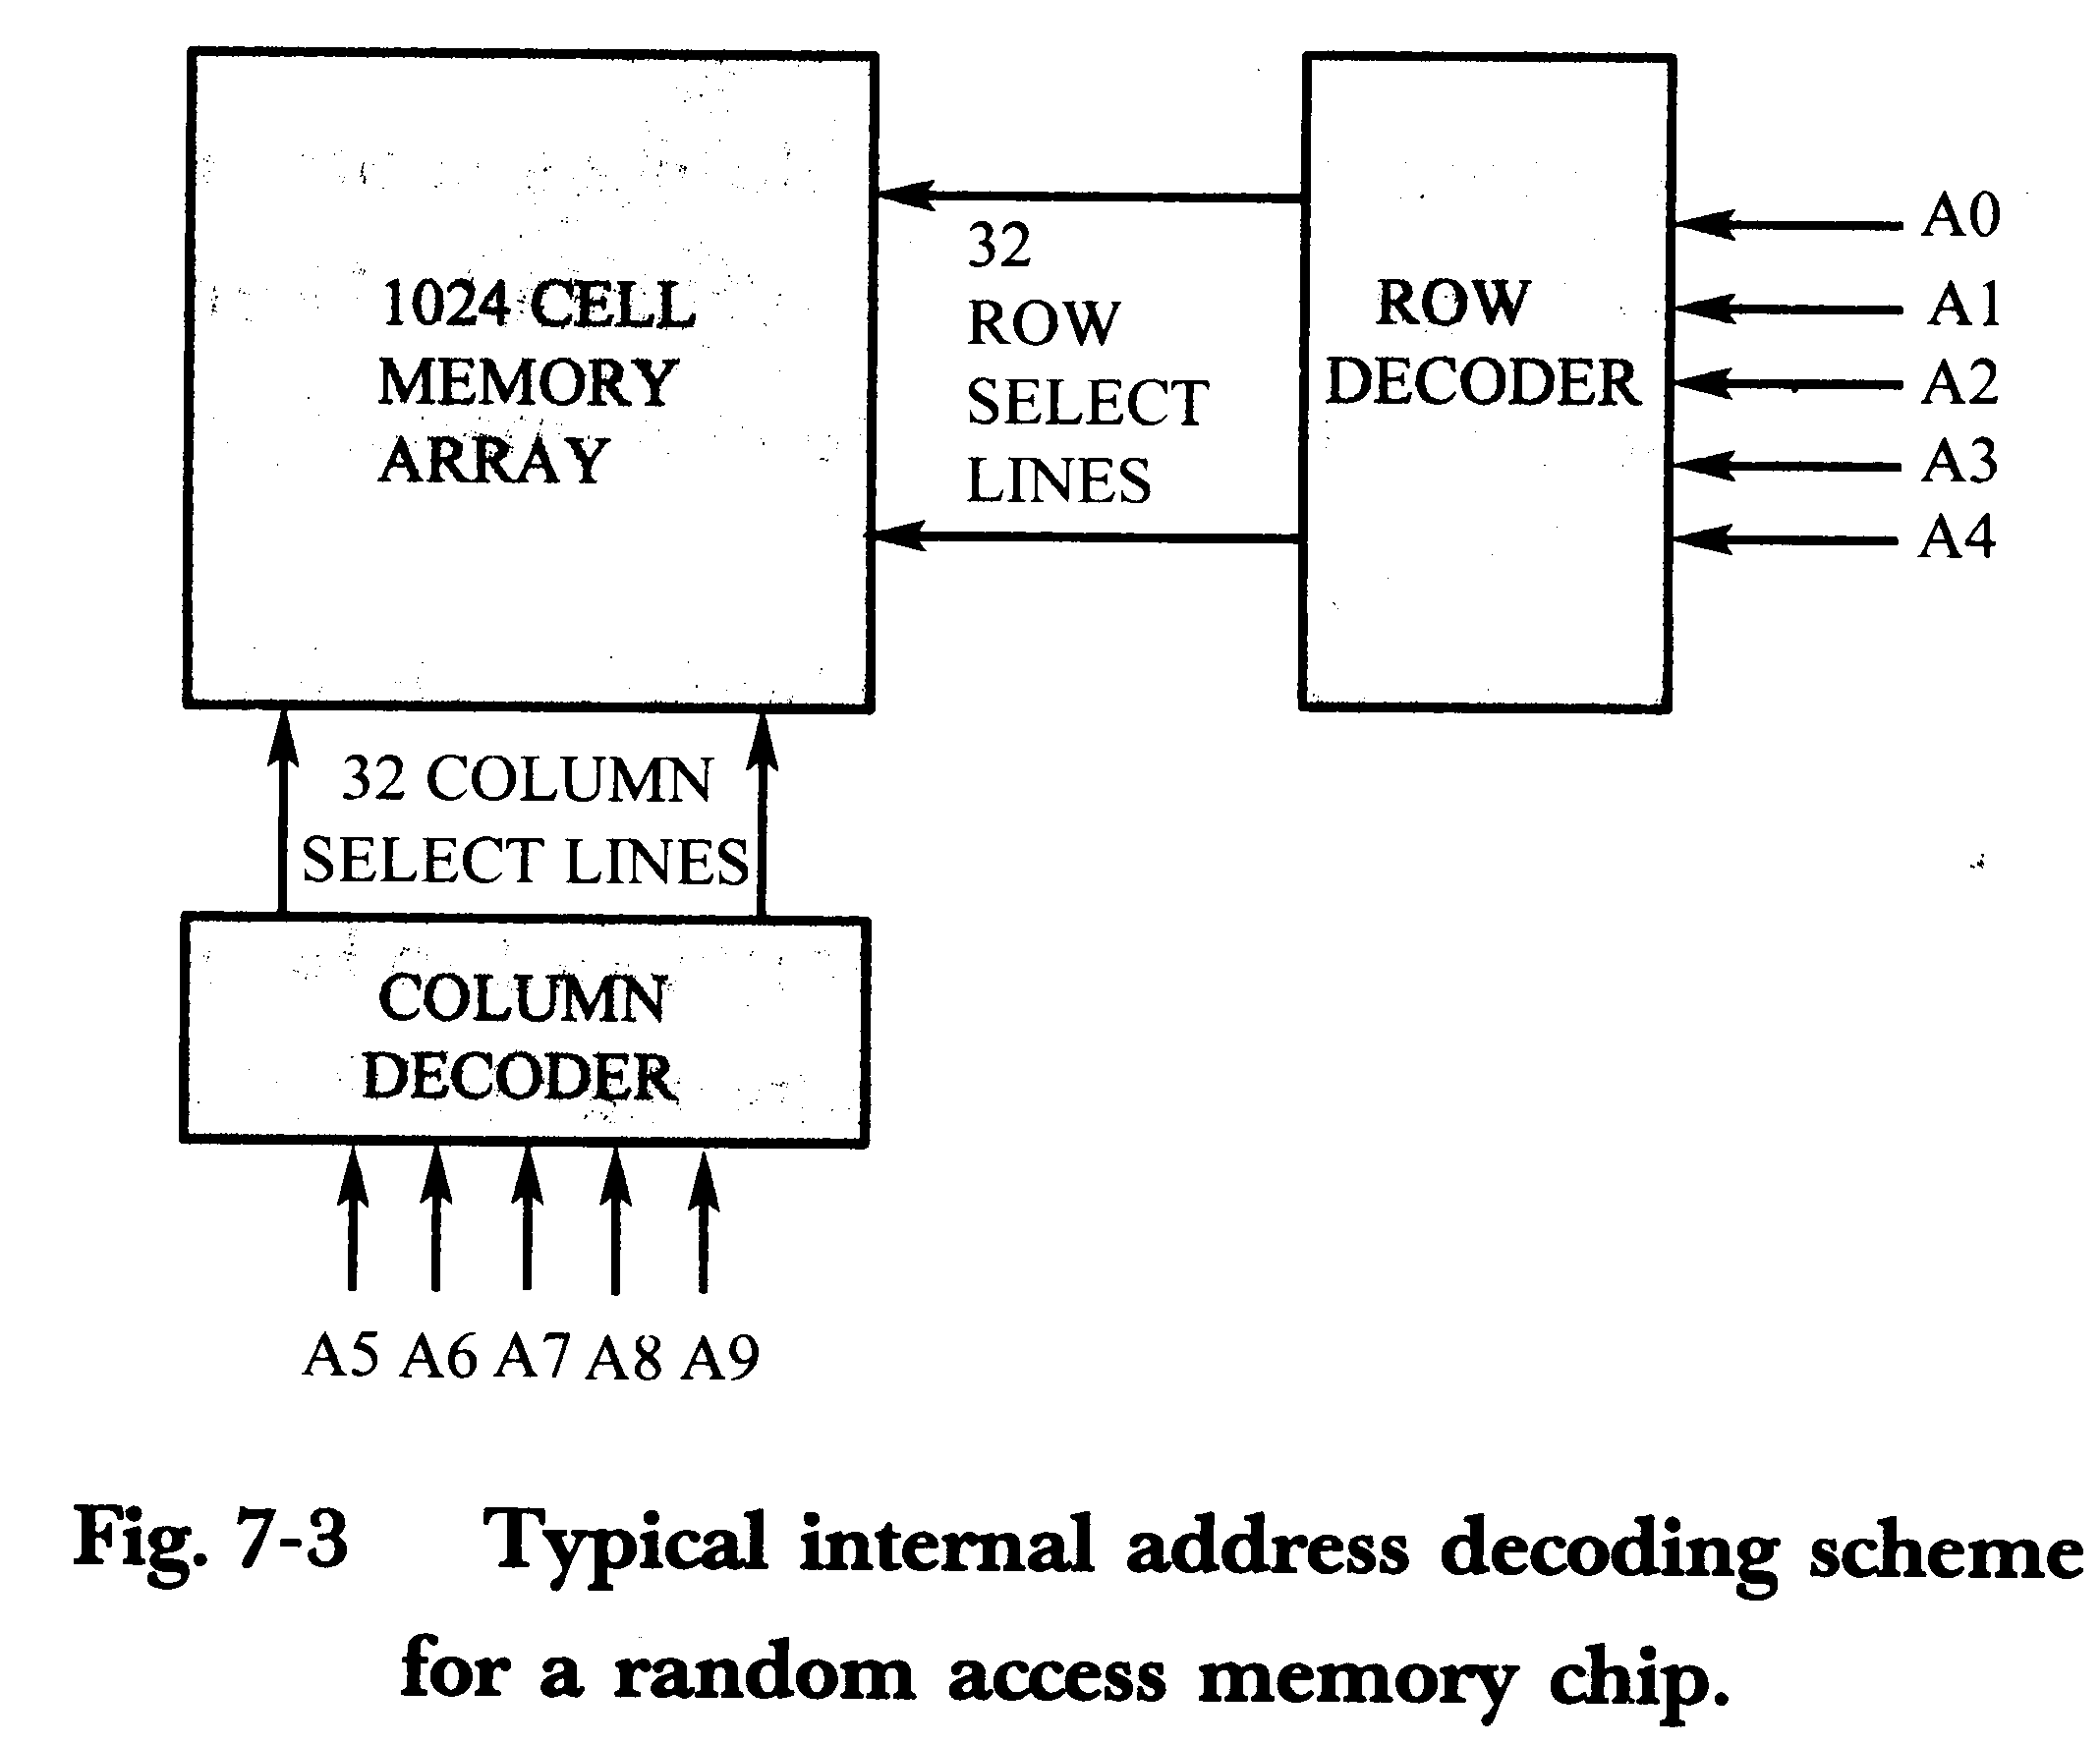 1024 CELL
MEMORY
ARRAY
32
ROW
SELECT
LINES
ROW
DECODER
A0
A1
A2
A3
A4
32 COLUMN
SELECT LINES
COLUMN
DECODER
A5 A6 A7 A8 A9
Fig. 7-3 Typical internal address decoding scheme
for a random access memory chip.